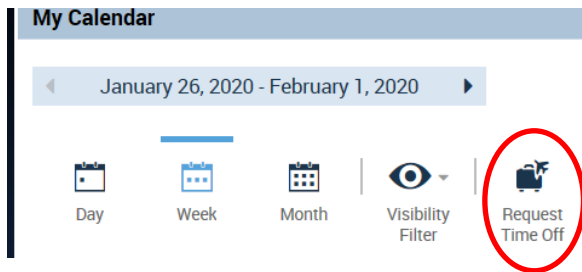 My Calendar
January 26, 2020 - February 1, 2020
Day Week Month Visibility Request
Filter Time Off